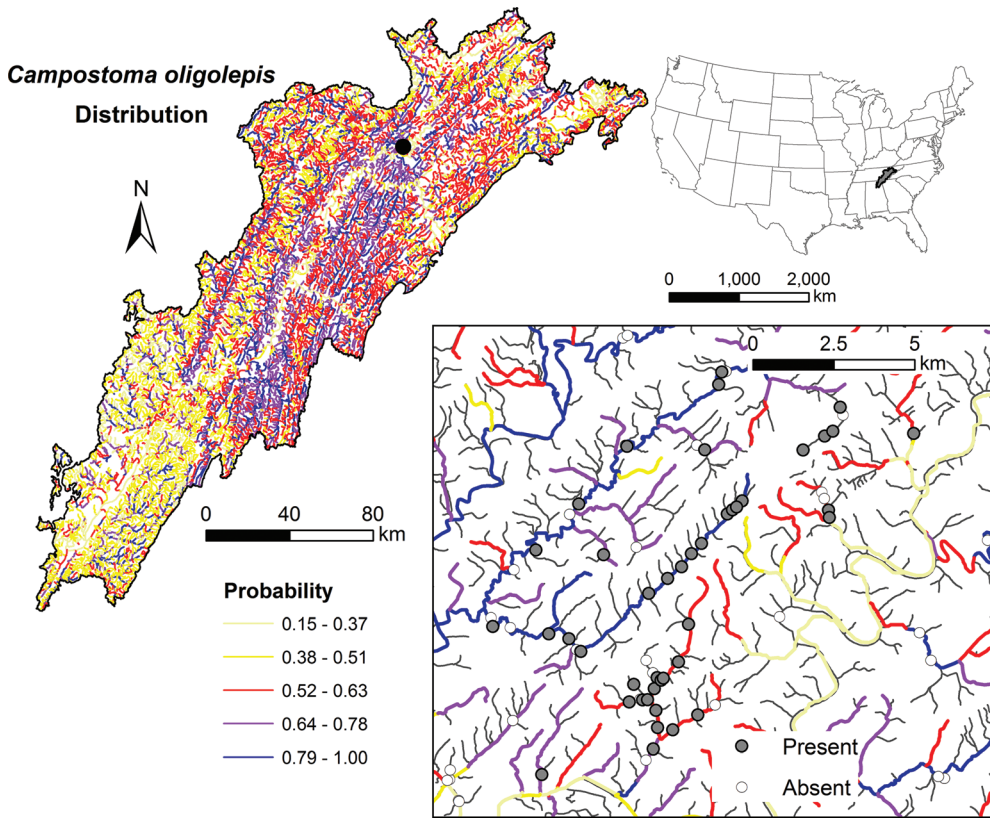 Campostoma oligolepis
Distribution
N
0 40 80
km
Probability
0.15 - 0.37
0.38 - 0.51
0.52 - 0.63
0.64 - 0.78
0.79 - 1.00
0 1,000 2,000
km
0 2.5 5
km
Present
Absent